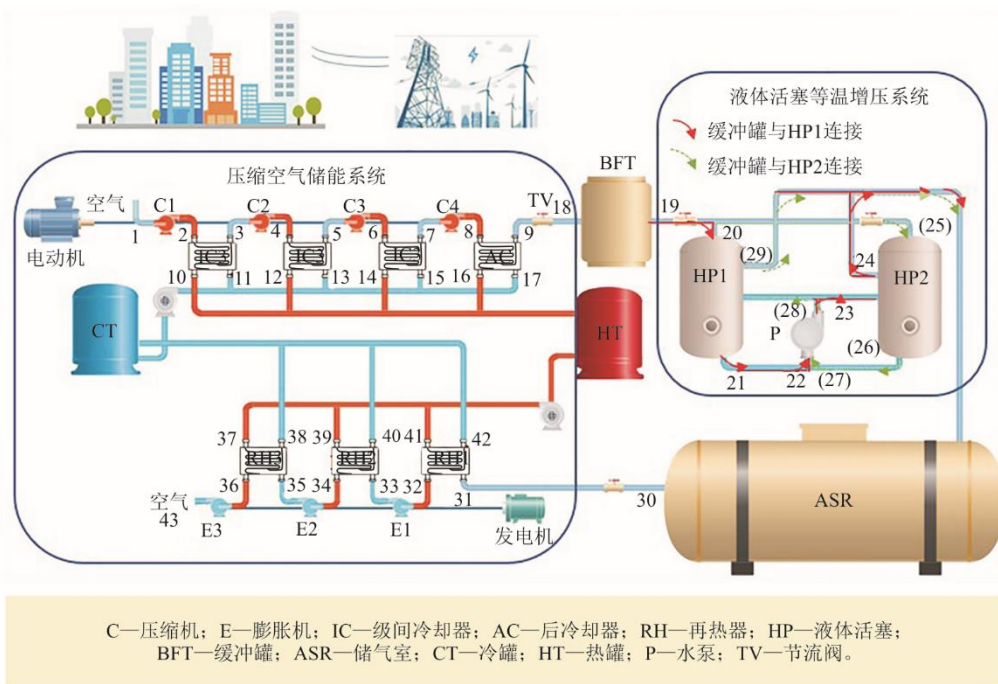 液体活塞等温增压系统
缓冲罐与HP1连接
缓冲罐与HP2连接
压缩空气储能系统
BFT
空气
C1
C2
C3
C4
TV
18
19
1
2
3
4
5
6
7
8
9
20
(29)
(25)
24
电动机
IC3
IC3
IC3
AC
HP1
HP2
10
11
12
13
14
15
16
17
CT
HT
(28)
23
P
(26)
21
22
(27)
37
38
39
40
41
42
RH3
RH2
RH1
36
35
34
33
32
31
30
空气
43
E3
E2
E1
发电机
ASR
C—压缩机；E—膨胀机；IC—级间冷却器；AC—后冷却器；RH—再热器；HP—液体活塞；
BFT—缓冲罐；ASR—储气室；CT—冷罐；HT—热罐；P—水泵；TV—节流阀。